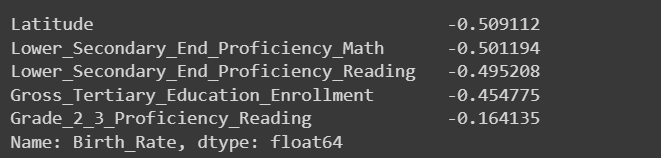 Latitude -0.509112
Lower_Secondary_End_Proficiency_Math -0.501194
Lower_Secondary_End_Proficiency_Reading -0.495208
Gross_Tertiary_Education_Enrollment -0.454775
Grade_2_3_Proficiency_Reading -0.164135
Name: Birth_Rate, dtype: float64